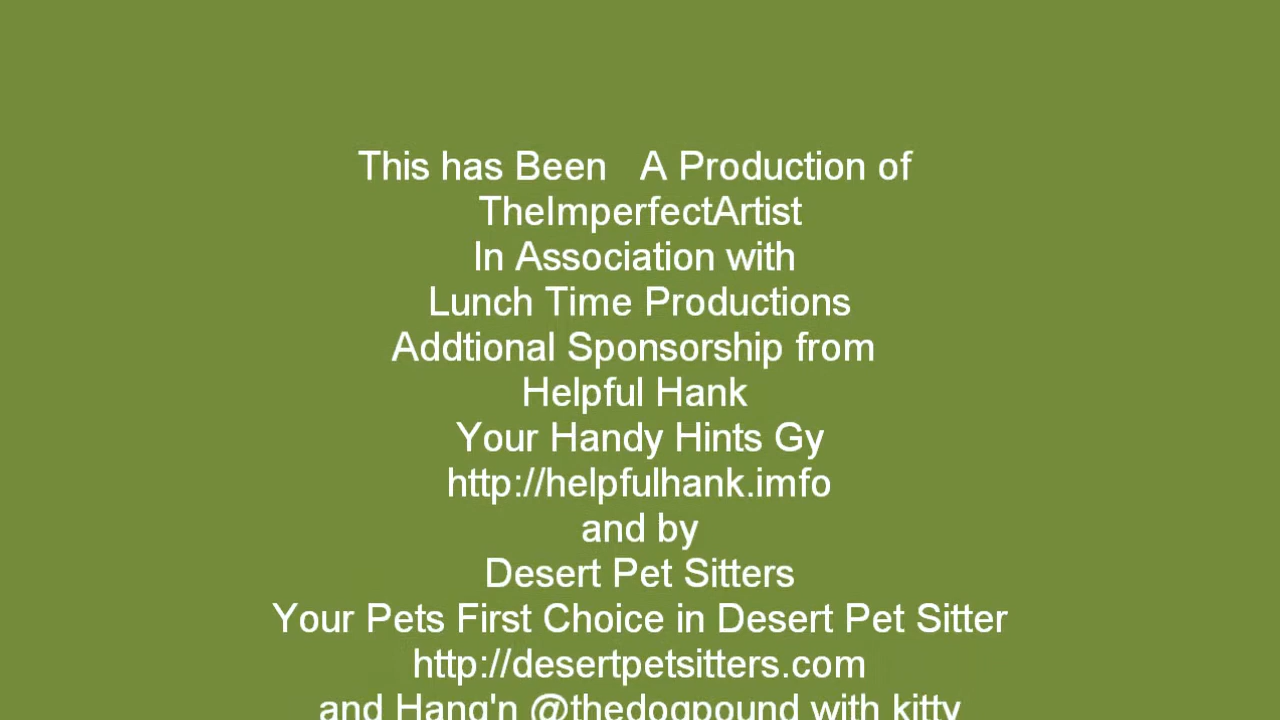 This has Been   A Production of
TheImperfectArtist
In Association with
Lunch Time Productions
Addtional Sponsorship from
Helpful Hank
Your Handy Hints Gy
http://helpfulhank.imfo
and by
Desert Pet Sitters
Your Pets First Choice in Desert Pet Sitter
http://desertpetsitters.com
and Hang'n @thedogpound with kitty